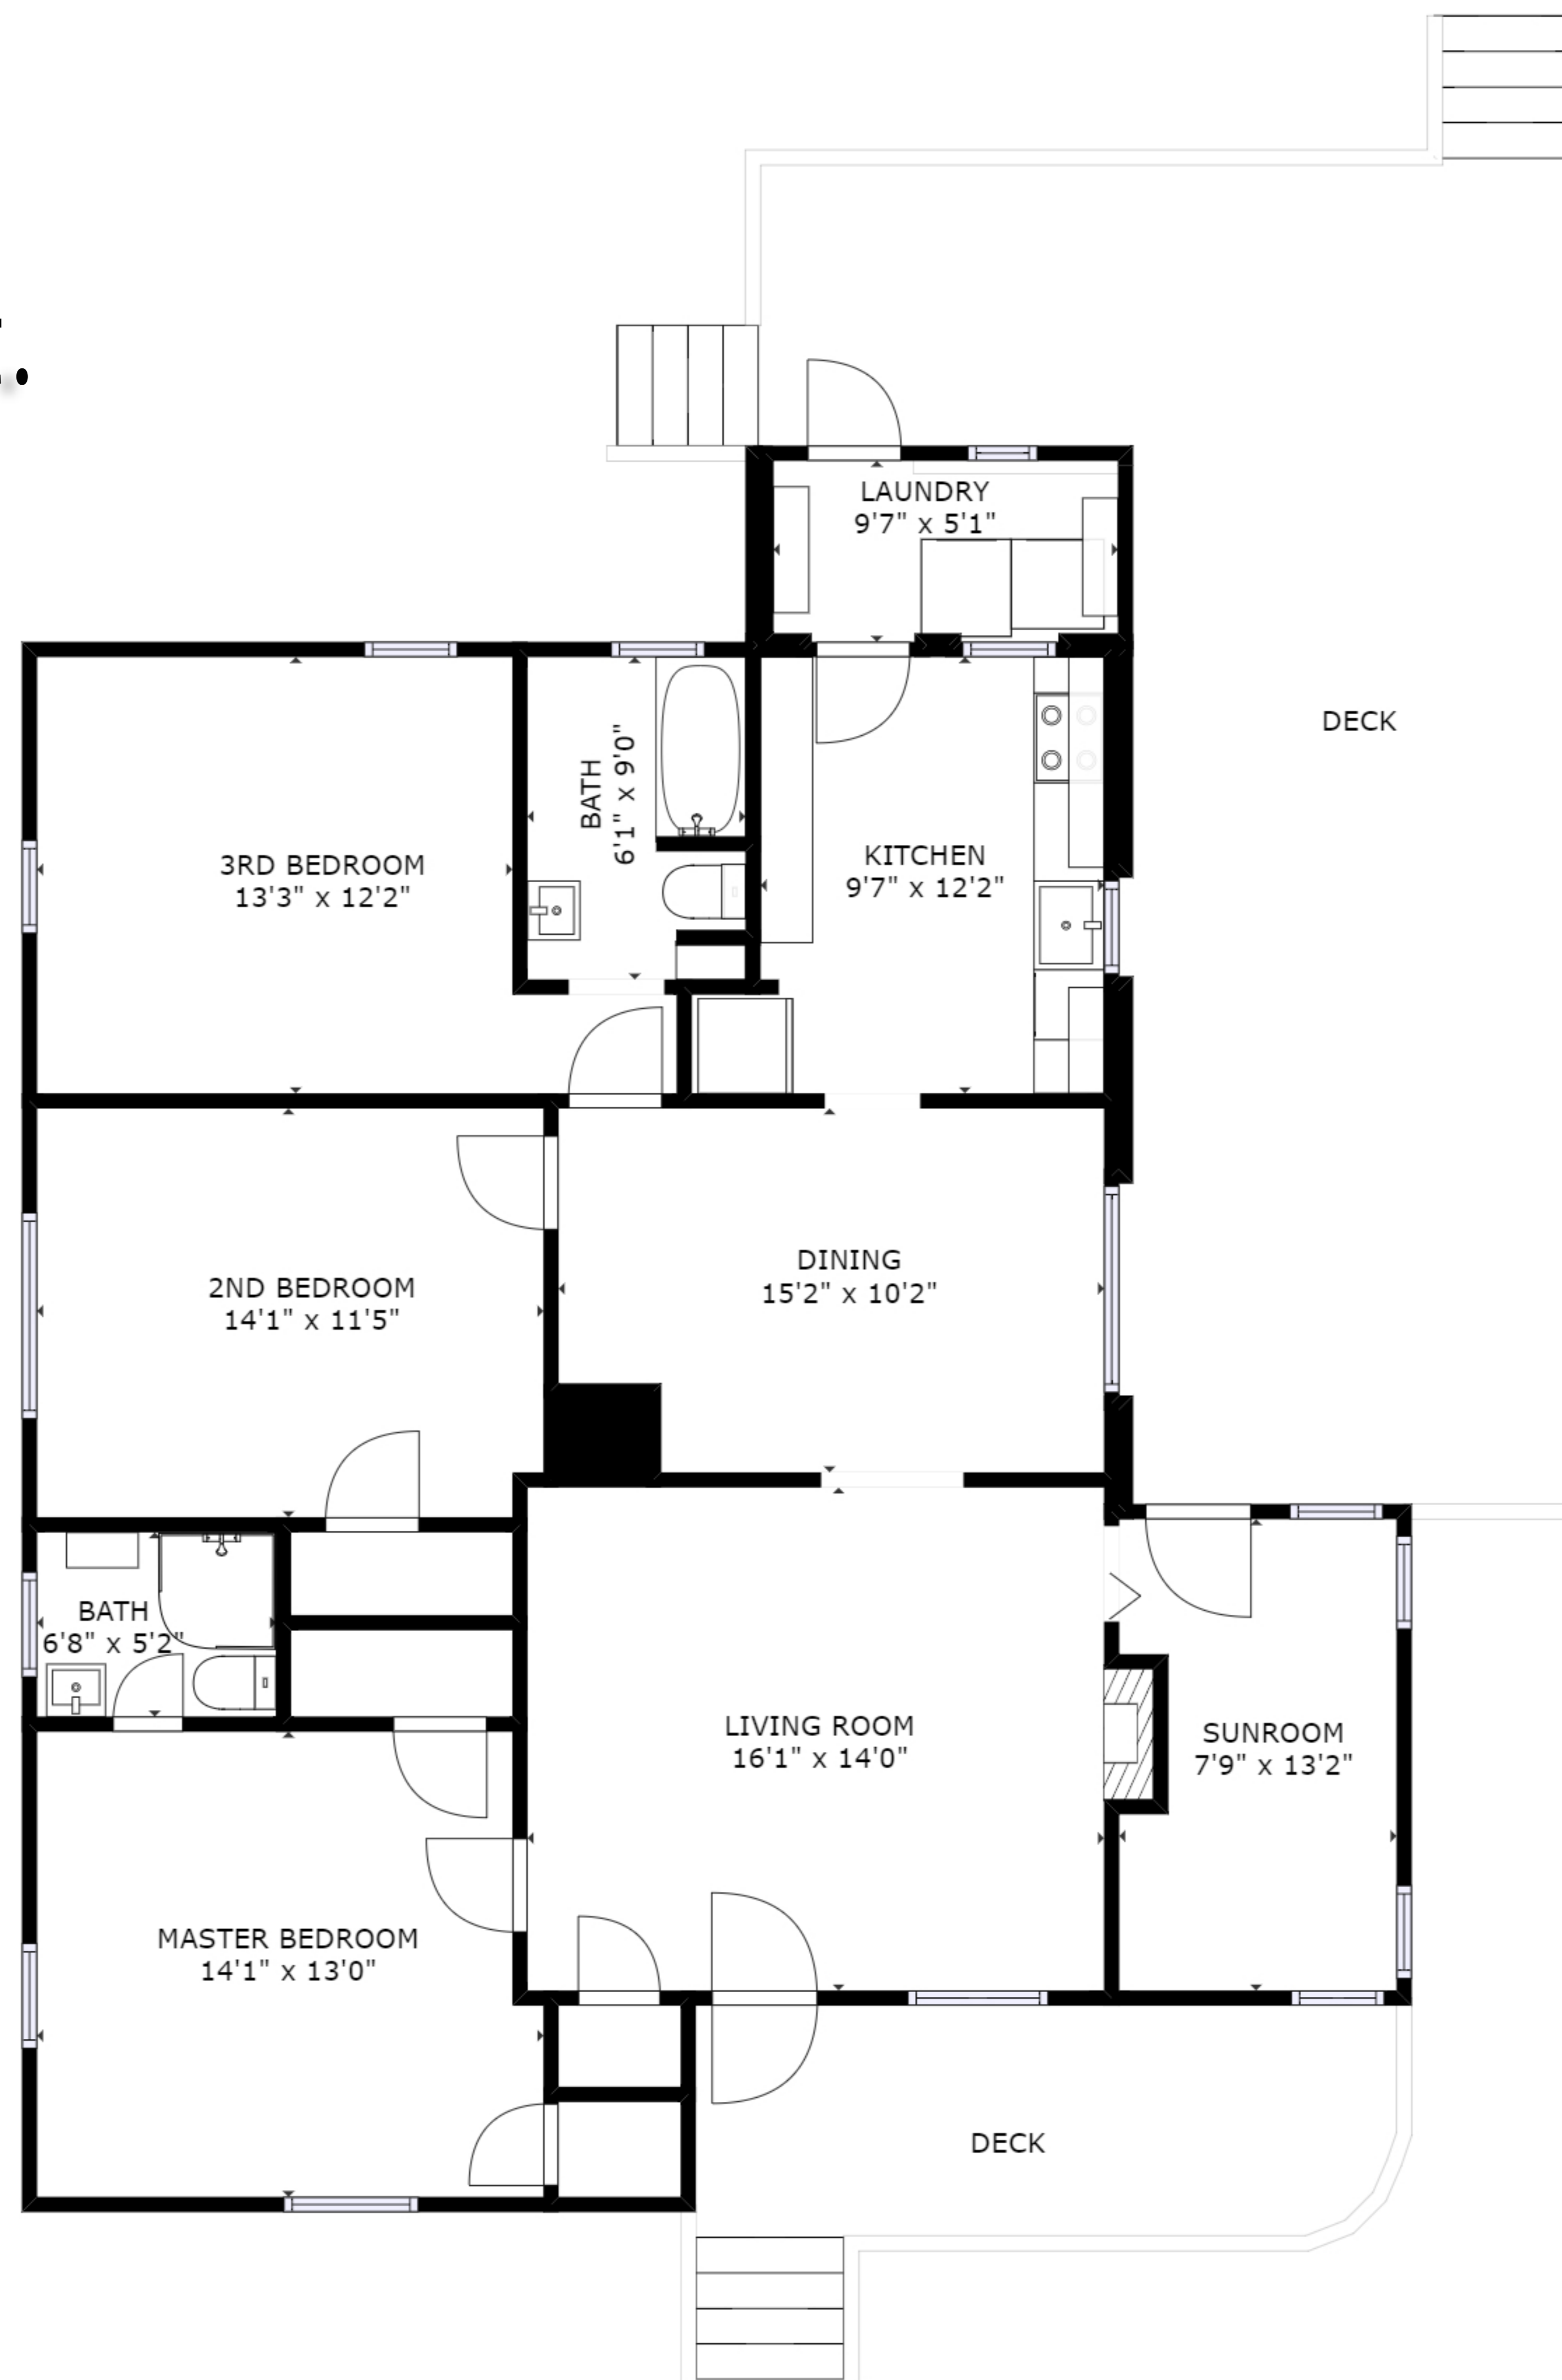 LAUNDRY
9'7" x 5'1"
DECK
BATH
6'1" x 9'0"
KITCHEN
9'7" x 12'2"
3RD BEDROOM
13'3" x 12'2"
DINING
15'2" x 10'2"
2ND BEDROOM
14'1" x 11'5"
BATH
6'8" x 5'2"
LIVING ROOM
16'1" x 14'0"
SUNROOM
7'9" x 13'2"
MASTER BEDROOM
14'1" x 13'0"
DECK